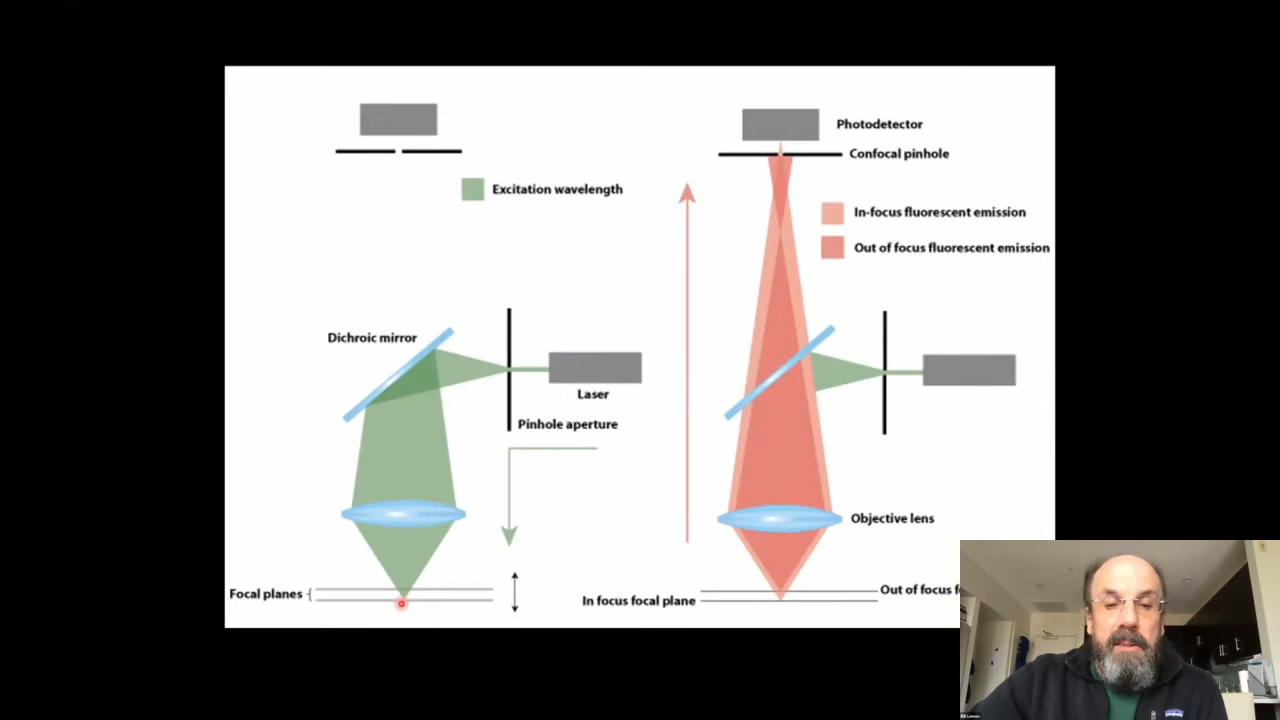 Photodetector
Confocal pinhole
Excitation wavelength
In-focus fluorescent emission
Out of focus fluorescent emission
Dichroic mirror
Laser
Pinhole aperture
Objective lens
Focal planes
In focus focal plane
Out of focus f